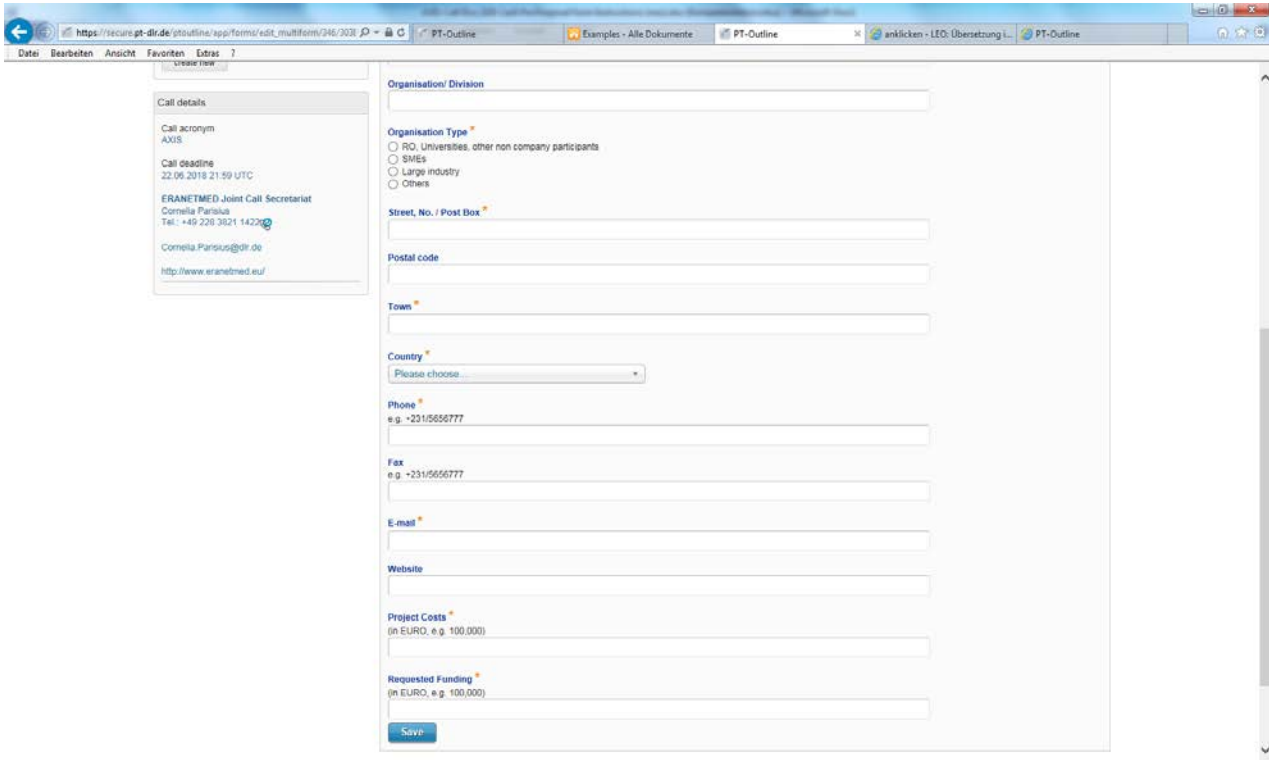 https://secure.pt-dlr.de/ptoutline/app/forms/edit_multiform/346/3031
PT-Outline
Examples - Alle Dokumente
PT-Outline
anklicken - LEO: Übersetzung i...
PT-Outline
Datei Bearbeiten Ansicht Favoriten Extras ?
Create new
Call details
Call acronym
AXIS
Call deadline
22.06.2018 21:59 UTC
ERANETMED Joint Call Secretariat
Cornelia Parisius
Tel.: +49 228 3821 1422
Cornelia.Parisius@dlr.de
http://www.eranetmed.eu/
Organisation/ Division
Organisation Type *
RO, Universities, other non company participants
SMEs
Large industry
Others
Street, No. / Post Box *
Postal code
Town *
Country *
Please choose...
Phone *
e.g. +231/5656777
Fax
e.g. +231/5656777
E-mail *
Website
Project Costs *
(in EURO, e.g. 100,000)
Requested Funding *
(in EURO, e.g. 100,000)
Save